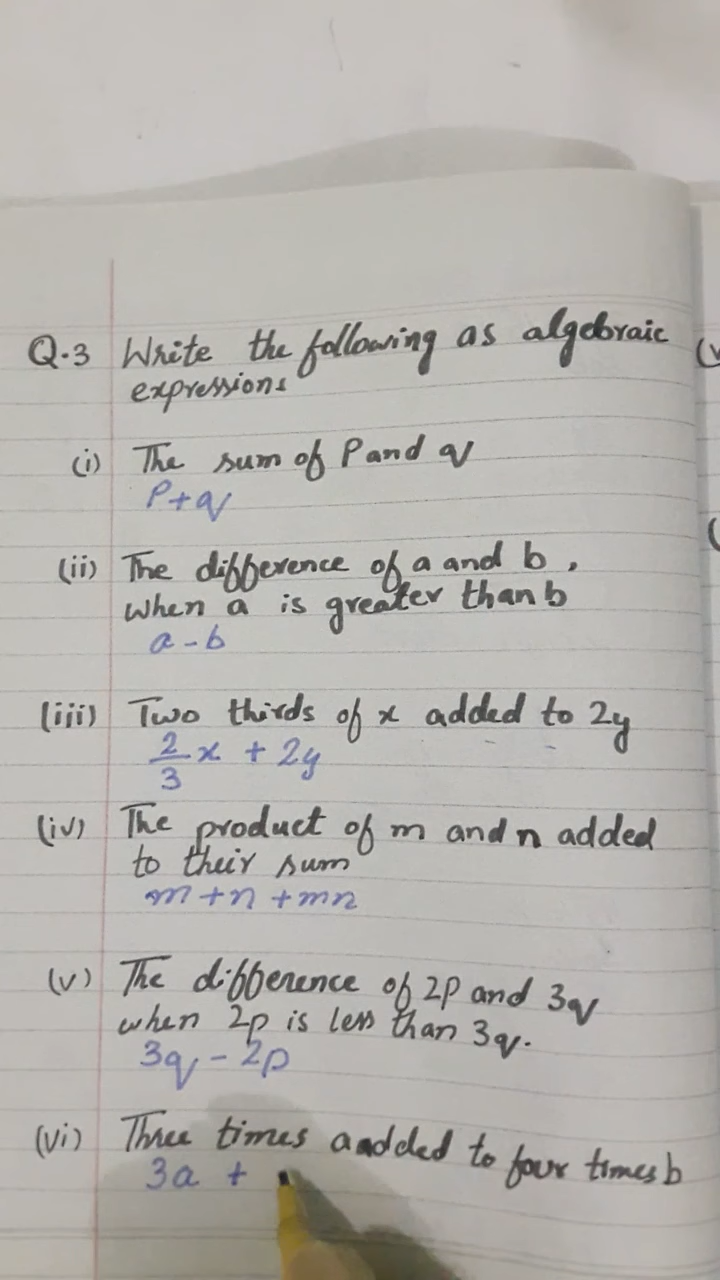 Q.3 Write the following as algebraic
expressions
(i) The sum of P and q
P+q
(ii) The difference of a and b,
when a is greater than b
a-b
(iii) Two thirds of x added to 2y
2/3 x + 2y
(iv) The product of m and n added
to their sum
m+n+mn
(v) The difference of 2p and 3q
when 2p is less than 3q.
3q-2p
(vi) Three times a added to four times b
3a +